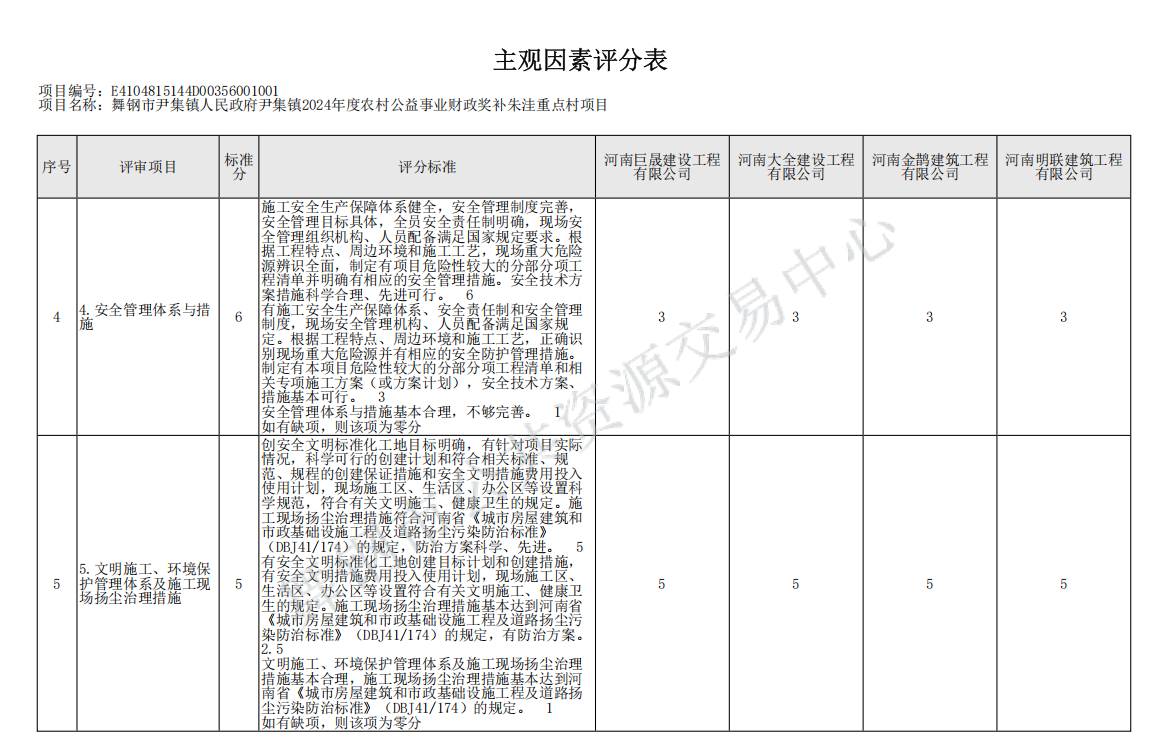 主观因素评分表
项目编号：E4104815144D00356001001
项目名称：舞钢市尹集镇人民政府尹集镇2024年度农村公益事业财政奖补朱洼重点村项目
序号
评审项目
标准
分
评分标准
河南巨晟建设工程
有限公司
河南大全建设工程
有限公司
河南金鹊建筑工程
有限公司
河南明联建筑工程
有限公司
4
4.安全管理体系与措
施
6
施工安全生产保障体系健全，安全管理制度完善，
安全管理目标具体，全员安全责任制明确，现场安
全管理组织机构、人员配备满足国家规定要求。根
据工程特点、周边环境和施工工艺，现场重大危险
源辨识全面，制定有项目危险性较大的分部分项工
程清单并明确有相应的安全管理措施。安全技术方
案措施科学合理、先进可行。 6
有施工安全生产保障体系、安全责任制和安全管理
制度，现场安全管理机构、人员配备满足国家规
定。根据工程特点、周边环境和施工工艺，正确识
别现场重大危险源并有相应的安全防护管理措施。
制定有本项目危险性较大的分部分项工程清单和相
关专项施工方案（或方案计划），安全技术方案、
措施基本可行。 3
安全管理体系与措施基本合理，不够完善。 1
如有缺项，则该项为零分
3
3
3
3
5
5.文明施工、环境保
护管理体系及施工现
场扬尘治理措施
5
创安全文明标准化工地目标明确，有针对项目实际
情况，科学可行的创建计划和符合相关标准、规
范、规程的创建保证措施和安全文明措施费用投入
使用计划，现场施工区、生活区、办公区等设置科
学规范，符合有关文明施工、健康卫生的规定。施
工现场扬尘治理措施符合河南省《城市房屋建筑和
市政基础设施工程及道路扬尘污染防治标准》
（DBJ41/174）的规定，防治方案科学、先进。 5
有安全文明标准化工地创建目标计划和创建措施，
有安全文明措施费用投入使用计划，现场施工区、
生活区、办公区等设置符合有关文明施工、健康卫
生的规定。施工现场扬尘治理措施基本达到河南省
《城市房屋建筑和市政基础设施工程及道路扬尘污
染防治标准》（DBJ41/174）的规定，有防治方案。
2.5
文明施工、环境保护管理体系及施工现场扬尘治理
措施基本合理，施工现场扬尘治理措施基本达到河
南省《城市房屋建筑和市政基础设施工程及道路扬
尘污染防治标准》（DBJ41/174）的规定。 1
如有缺项，则该项为零分
5
5
5
5
资源交易中心